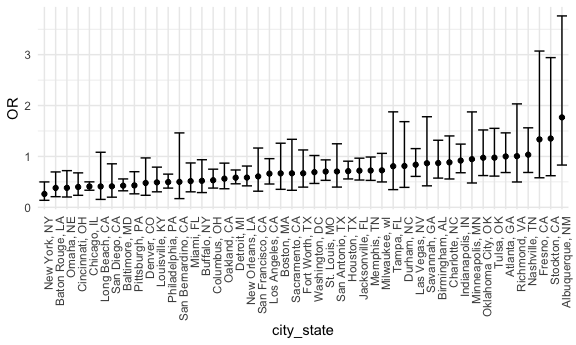 OR
3
2
1
0
New York, NY
Baton Rouge, LA
Omaha, NE
Cincinnati, OH
Chicago, IL
Long Beach, CA
San Diego, CA
Baltimore, MD
Pittsburgh, PA
Denver, CO
Louisville, KY
Philadelphia, PA
San Bernardino, CA
Miami, FL
Buffalo, NY
Columbus, OH
Oakland, CA
Detroit, MI
New Orleans, LA
San Francisco, CA
Los Angeles, CA
Boston, MA
Sacramento, CA
Fort Worth, TX
Washington, DC
St. Louis, MO
San Antonio, TX
Houston, TX
Jacksonville, FL
Memphis, TN
Milwaukee, wI
Tampa, FL
Durham, NC
Las Vegas, NV
Savannah, GA
Birmingham, AL
Charlotte, NC
Indianapolis, IN
Minneapolis, MN
Oklahoma City, OK
Tulsa, OK
Atlanta, GA
Richmond, VA
Nashville, TN
Fresno, CA
Stockton, CA
Albuquerque, NM
city_state